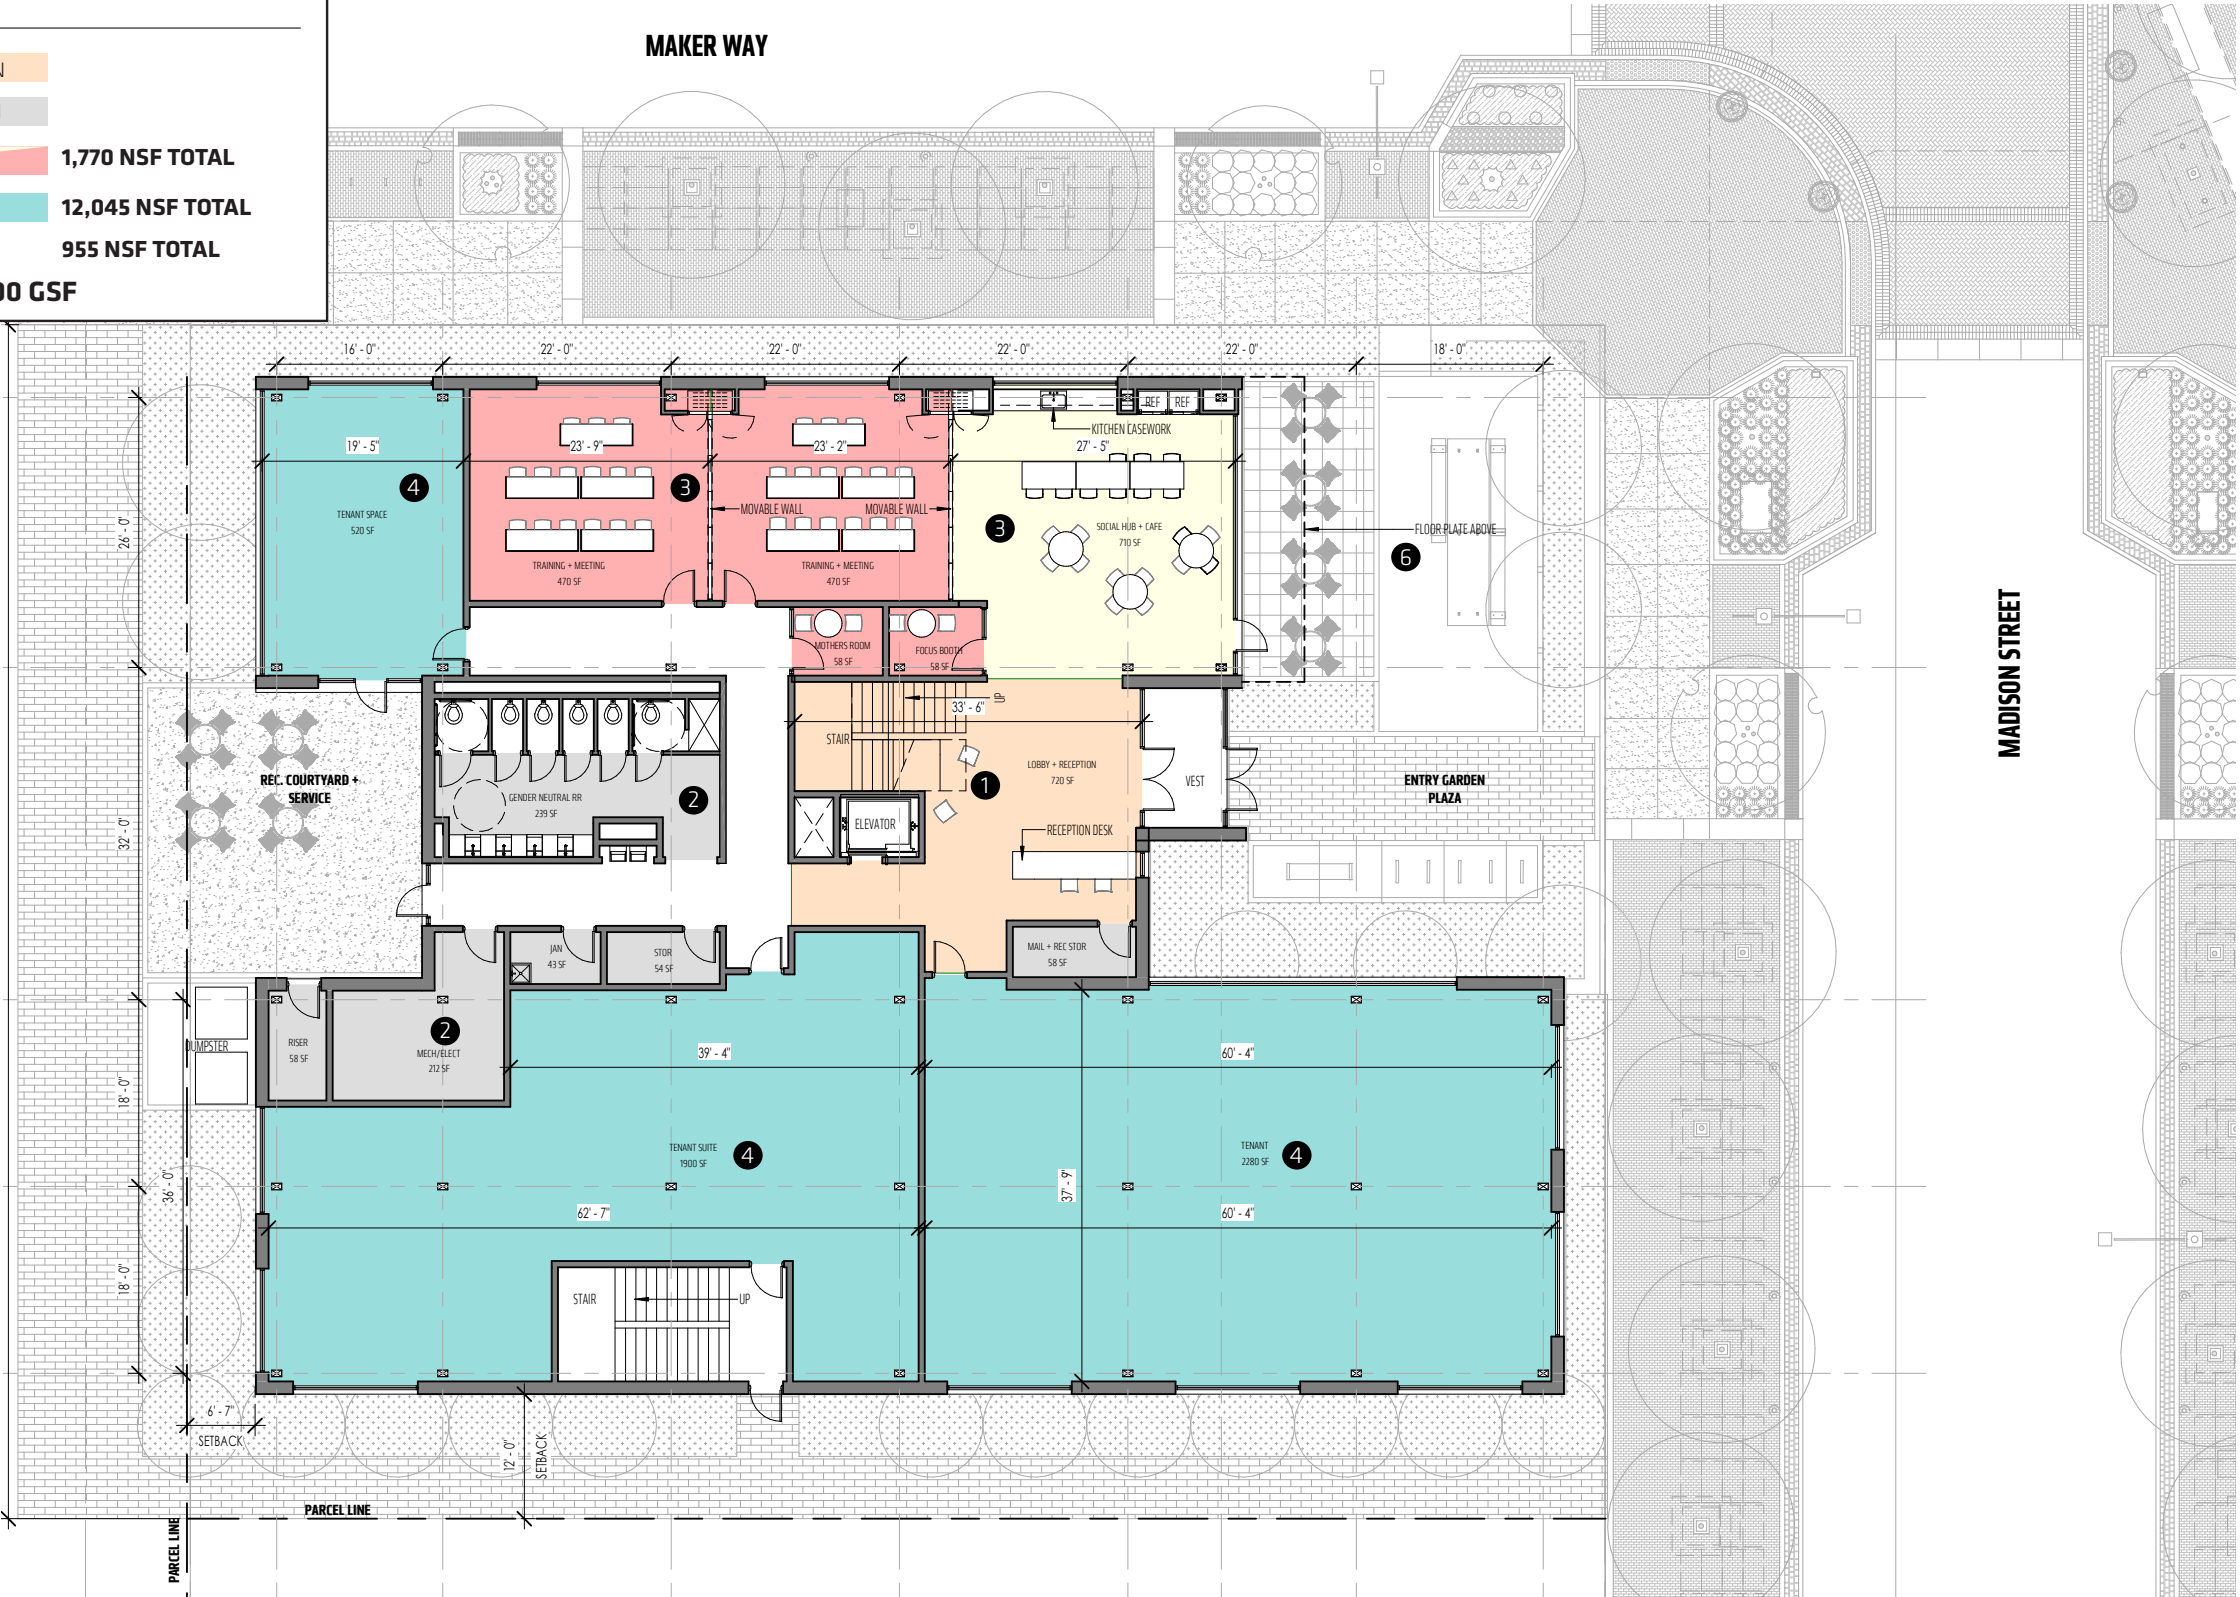 MAKER WAY
N
1,770 NSF TOTAL
12,045 NSF TOTAL
955 NSF TOTAL
00 GSF
16' - 0"
22' - 0"
22' - 0"
22' - 0"
22' - 0"
18' - 0"
REF
REF
KITCHEN CASEWORK
19' - 5"
23' - 9"
23' - 2"
27' - 5"
4
3
MOVABLE WALL
MOVABLE WALL
3
TENANT SPACE
520 SF
SOCIAL HUB + CAFE
710 SF
FLOOR PLATE ABOVE
6
26' - 0"
TRAINING + MEETING
470 SF
TRAINING + MEETING
470 SF
MOTHERS ROOM
58 SF
FOCUS BOOTH
58 SF
MADISON STREET
UP
33' - 6"
STAIR
LOBBY + RECEPTION
720 SF
1
VEST
ENTRY GARDEN
PLAZA
REC. COURTYARD +
SERVICE
GENDER NEUTRAL RR
239 SF
2
ELEVATOR
RECEPTION DESK
32' - 0"
JAN
43 SF
STOR
54 SF
MAIL + REC STOR
58 SF
DUMPSTER
RISER
58 SF
2
MECH/ELECT
212 SF
39' - 4"
60' - 4"
18' - 0"
TENANT SUITE
1900 SF
4
TENANT
2280 SF
4
36' - 0"
37' - 9"
62' - 7"
60' - 4"
18' - 0"
STAIR
UP
6' - 7"
SETBACK
12' - 0"
SETBACK
PARCEL LINE
PARCEL LINE